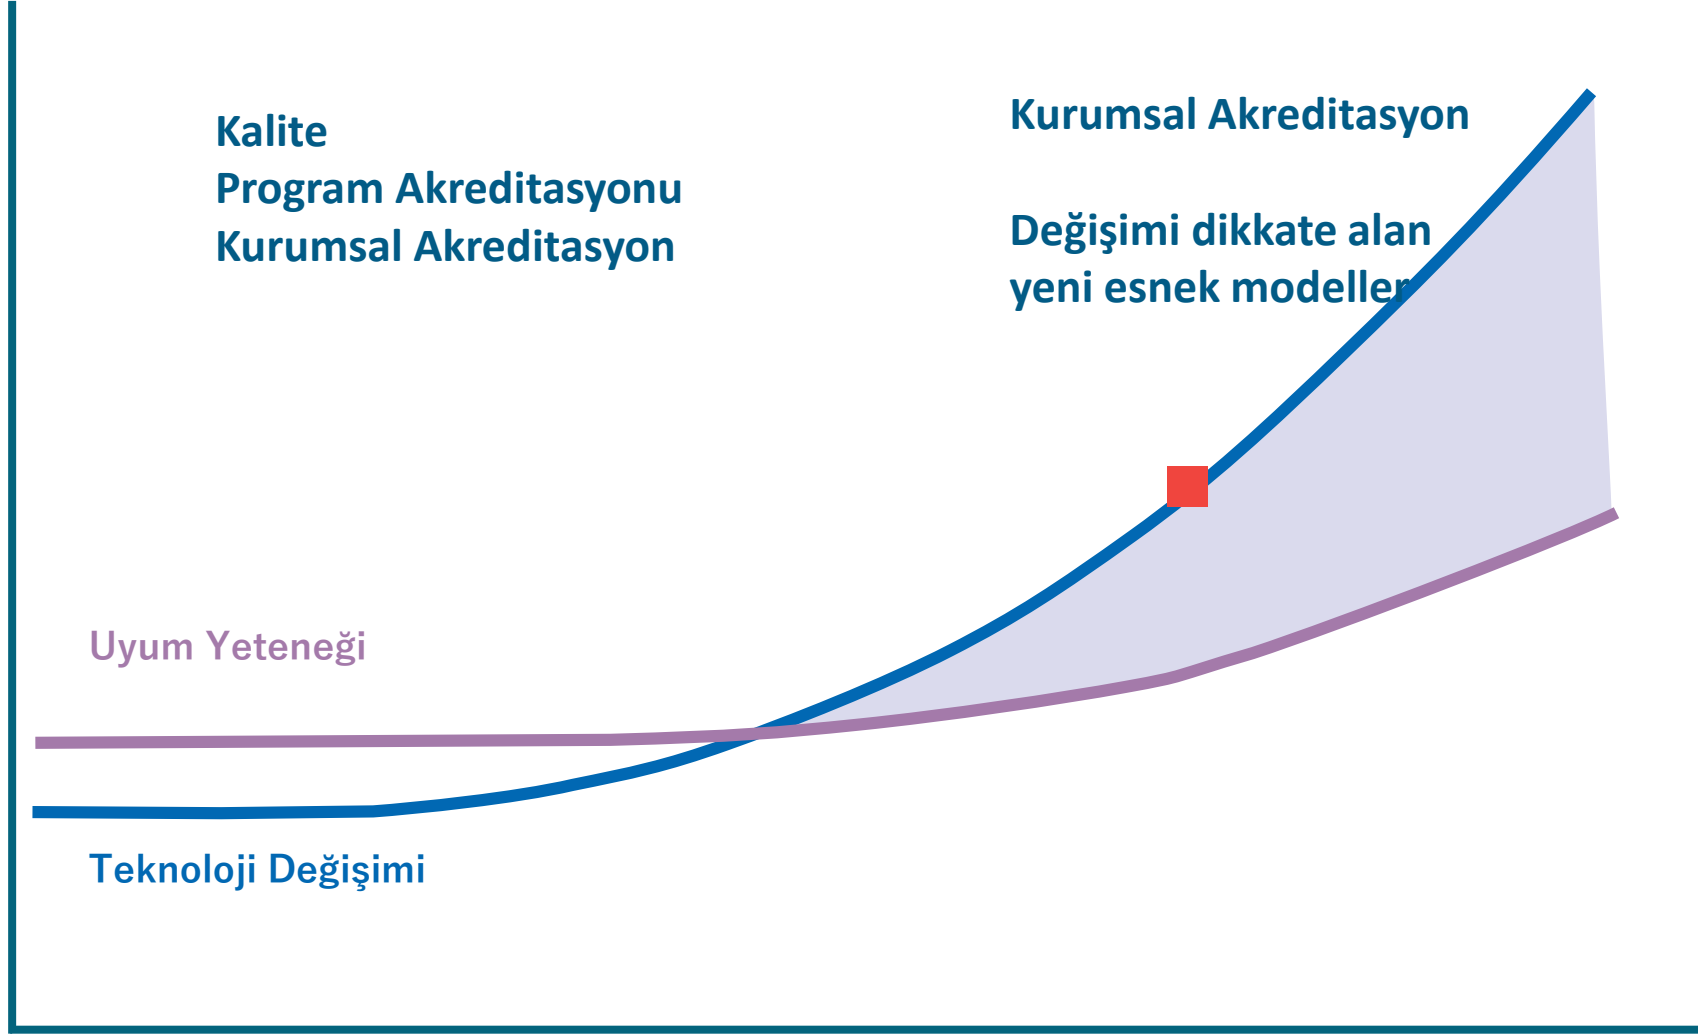 Kalite
Program Akreditasyonu
Kurumsal Akreditasyon
Kurumsal Akreditasyon
Değişimi dikkate alan
yeni esnek modeller
Uyum Yeteneği
Teknoloji Değişimi